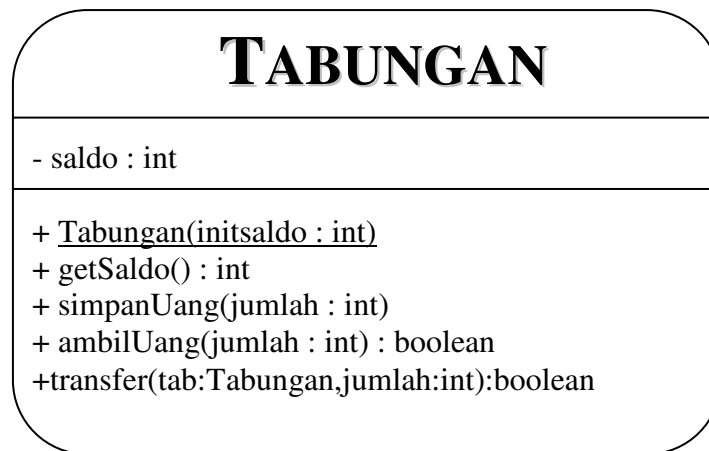 TABUNGAN
- saldo : int
+ Tabungan(initsaldo : int)
+ getSaldo() : int
+ simpanUang(jumlah : int)
+ ambilUang(jumlah : int) : boolean
+transfer(tab:Tabungan,jumlah:int):boolean